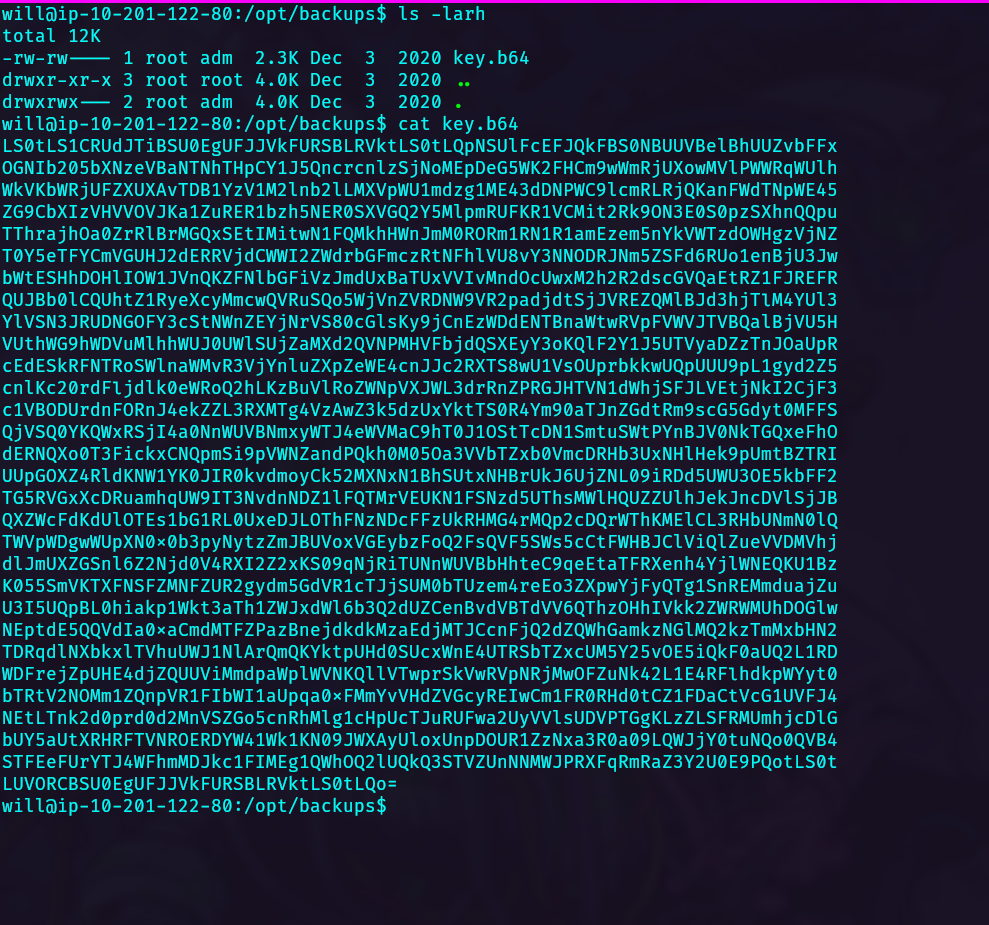 will@ip-10-201-122-80:/opt/backups$ ls -larh
total 12K
-rw-rw---- 1 root adm 2.3K Dec 3 2020 key.b64
drwxr-xr-x 3 root root 4.0K Dec 3 2020 ..
drwxrwx--- 2 root adm 4.0K Dec 3 2020 .
will@ip-10-201-122-80:/opt/backups$ cat key.b64
LS0tLS1CRUdJTiBSU0EgUFJJVkFURSBLRVktLS0tLQpNSUlFcEFJQkFBS0NBUUVBelBhUUZvbFFx
OGNIb205bXNzeVBaNTNhTHpCY1J5QncrcnlzSjNoMEpDeG5WK2FHCm9wWmRjUXowMVlPWWRqWUlh
WkVKbWRjUFZXUXAvTDB1YzV1M2lnb2lLMXVpWU1mdzg1ME43dDNPWC9lcmRLRjQKanFWdTNpWE45
ZG9CbXIzVHVVOVJKa1ZuRER1bzh5NER0SXVGQ2Y5MlpmRUFKR1VCMit2Rk9ON3E0S0pzSXhnQQpu
TThrajhOa0ZrRlBrMGQxSEtIMitwN1FQMkhHWnJmM0RORm1RN1R1amEzem5nYkVWTzdOWHgzVjNZ
T0Y5eTFYCmVGUHJ2dERRVjdCWWI2ZWdrbGFmczRtNFhlVU8vY3NNODRJNm5ZSFd6RUo1enBjU3Jw
bWtESHhDOHlIOW1JVnQKZFNlbGFiVzJmdUxBaTUxVVIvMndOcUwxM2h2R2dscGVQaEtRZ1FJREFR
QUJBb0lCQUhtZ1RyeXcyMmcwQVRuSQo5WjVnZVRDNW9VR2padjdtSjJVREZQMlBJd3hjTlM4YUl3
YlVSN3JRUDNGOFY3cStNWnZEYjNrVS80cGlsKy9jCnEzWDdENTBnaWtwRVpFVWVJTVBQalBjVU5H
VUthWG9hWDVuMlhhWUJ0UWlSUjZaMXd2QVNPMHVFbjdQSXEyY3oKQlF2Y1J5UTVyaDZzTnJOaUpR
cEdESkRFNTRoSWlnaWMvR3VjYnluZXpZeWE4cnJJc2RXTS8wU1VsOUprbkkwUQpUUU9pL1gyd2Z5
cnlKc20rdFljdlk0eWRoQ2hLKzBuVlRoZWNpVXJWL3drRnZPRGJHTVN1dWhjSFJLVEtjNkI2CjF3
c1VBODUrdnFORnJ4ekZZL3RXMTg4VzAwZ3k5dzUxYktTS0R4Ym90aTJnZGdtRm9scG5Gdyt0MFFS
QjVSQ0YKQWxRSjI4a0NnWUVBNmxyWTJ4eWVMaC9hT0J1OStTcDN1SmtuSWtPYnBJV0NkTGQxeFhO
dERNQXo0T3FickxCNQpmSi9pVWNZandPQkh0M05Oa3VVbTZxb0VmcDRHb3UxNHlHek9pUmtBZTRI
UUpGOXZ4RldKNW1YK0JIR0kvdmoyCk52MXNxN1BhSUtxNHBrUkJ6UjZNL09iRDd5UWU3OE5kbFF2
TG5RVGxXcDRuamhqUW9IT3NvdnNDZ1lFQTMrVEUKN1FSNzd5UThsMWlHQUZZUlhJekJncDVlSjJB
QXZWcFdKdUlOTEs1bG1RL0UxeDJLOThFNzNDcFFzUkRHMG4rMQp2cDQrWThKMElCL3RHbUNmN0lQ
TWVpWDgwWUpXN0x0b3pyNytzZmJBUVoxVGEybzFoQ2FsQVF5SWs5cCtFWHBJClViQlZueVVDMVhj
dlJmUXZGSnl6Z2Njd0V4RXI2Z2xKS09qNjRiTUNnWUVBbHhteC9qeEtaTFRXenh4YjlWNEQKU1Bz
K055SmVKTXFNSFZMNFZUR2gydm5GdVR1cTJjSUM0bTUzem4reEo3ZXpwYjFyQTg1SnREMmduajZu
U3I5UQpBL0hiakp1Wkt3aTh1ZWJxdWl6b3Q2dUZCenBvdVBTdVV6QThzOHhIVkk2ZWRWMUhDOGlw
NEptdE5QQVdIa0xaCmdMTFZPazBnejdkdkMzaEdjMTJCcnFjQ2dZQWhGamkzNGlMQ2kzTmMxbHN2
TDRqdlNXbkxlTVhuUWJ1NlArQmQKYktpUHd0SUcxWnE4UTRSbTZxcUM5Y25vOE5iQkF0aUQ2L1RD
WDFrejZpUHE4djZQUUViMmdpaWplWVNKQllVTwprSkVwRVpNRjMwOFZuNk42L1E4RFlhdkpWYyt0
bTRtV2NOMm1ZQnpVR1FIbWI1aUpqa0xFMmYvVHdZVGcyREIwCm1FR0RHd0tCZ1FDaCtVcG1UVFJ4
NEtLTnk2d0prd0d2MnVSZGo5cnRhMlg1cHpUcTJuRUFwa2UyYVlsUDVPTGgKLzZLSFRMUmhjcDlG
bUY5aUtXRHRFTVNROERDYW41Wk1KN09JWXAyUloxUnpDOUR1ZzNxa3R0a09LQWJjY0tuNQo0QVB4
STFEeFUrYTJ4WFhmMDJkc1FIMEg1QWhOQ2lUQkQ3STVZUnNNMWJPRXFqRmRaZ3Y2U0E9PQotLS0t
LUVORCBSU0EgUFJJVkFURSBLRVktLS0tLQo=
will@ip-10-201-122-80:/opt/backups$